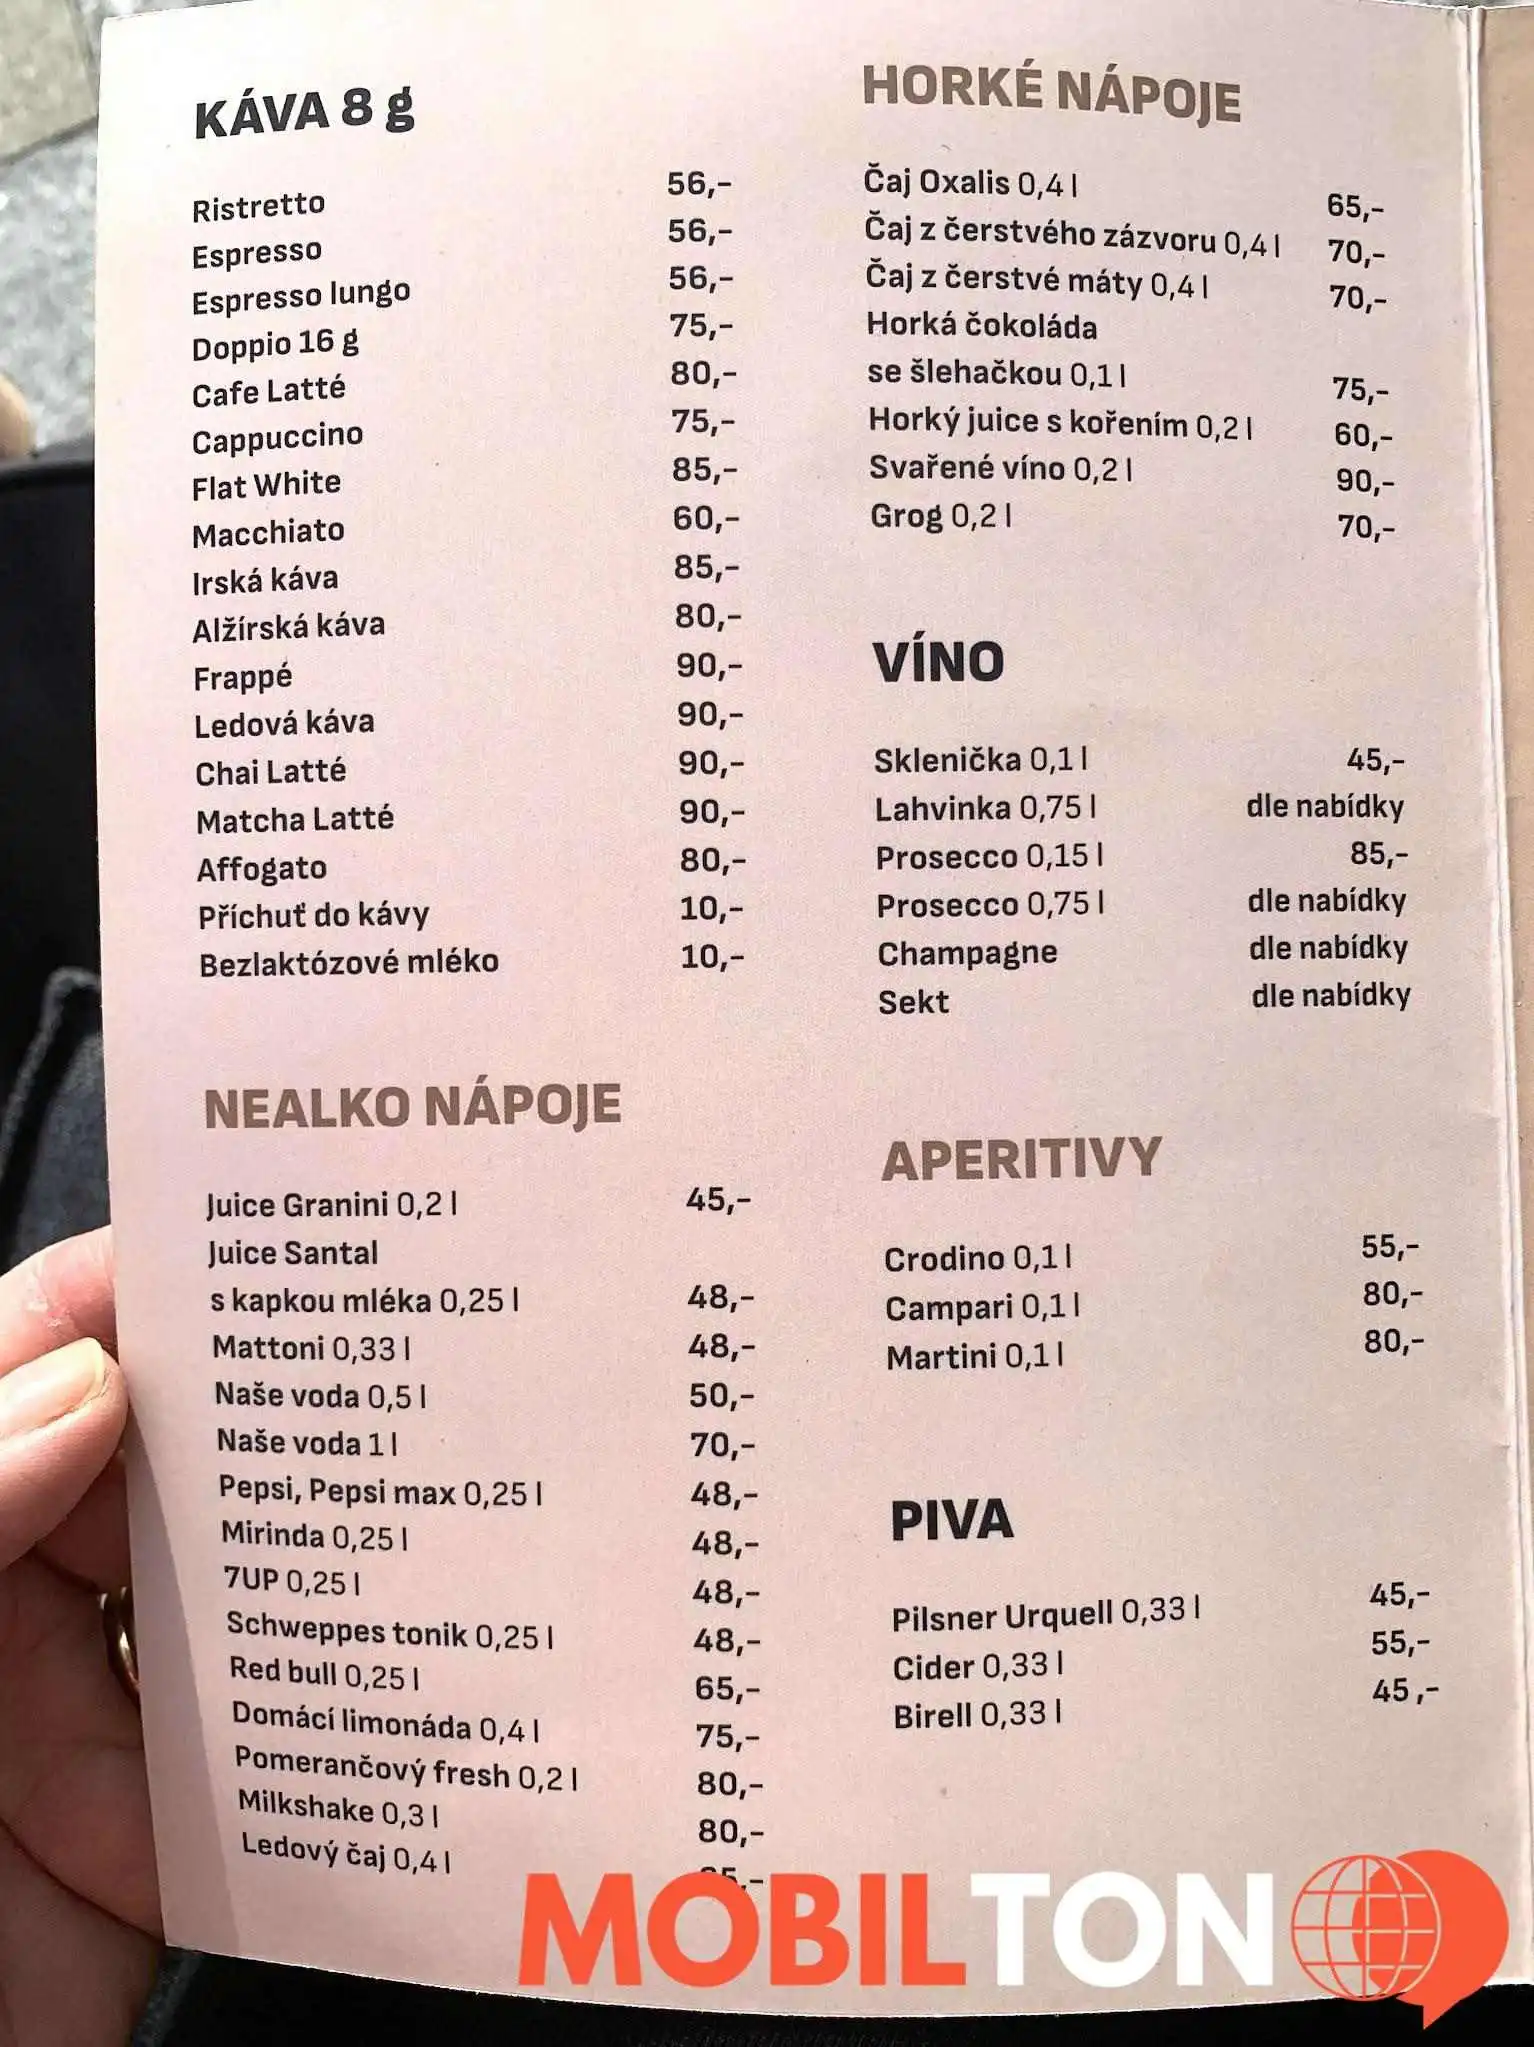 KÁVA 8 g
Ristretto 56,-
Espresso 56,-
Espresso lungo 56,-
Doppio 16 g 75,-
Cafe Latté 80,-
Cappuccino 75,-
Flat White 85,-
Macchiato 60,-
Irská káva 85,-
Alžírská káva 80,-
Frappé 90,-
Ledová káva 90,-
Chai Latté 90,-
Matcha Latté 90,-
Affogato 80,-
Příchuť do kávy 10,-
Bezlaktózové mléko 10,-
NEALKO NÁPOJE
Juice Granini 0,2 l 45,-
Juice Santal
s kapkou mléka 0,25 l 48,-
Mattoni 0,33 l 48,-
Naše voda 0,5 l 50,-
Naše voda 1 l 70,-
Pepsi, Pepsi max 0,25 l 48,-
Mirinda 0,25 l 48,-
7UP 0,25 l 48,-
Schweppes tonik 0,25 l 48,-
Red bull 0,25 l 65,-
Domácí limonáda 0,4 l 75,-
Pomerančový fresh 0,2 l 80,-
Milkshake 0,3 l 80,-
Ledový čaj 0,4 l
HORKÉ NÁPOJE
Čaj Oxalis 0,4 l 65,-
Čaj z čerstvého zázvoru 0,4 l 70,-
Čaj z čerstvé máty 0,4 l 70,-
Horká čokoláda
se šlehačkou 0,1 l 75,-
Horký juice s kořením 0,2 l 60,-
Svařené víno 0,2 l 90,-
Grog 0,2 l 70,-
VÍNO
Sklenička 0,1 l 45,-
Lahvinka 0,75 l dle nabídky
Prosecco 0,15 l 85,-
Prosecco 0,75 l dle nabídky
Champagne dle nabídky
Sekt dle nabídky
APERITIVY
Crodino 0,1 l 55,-
Campari 0,1 l 80,-
Martini 0,1 l 80,-
PIVA
Pilsner Urquell 0,33 l 45,-
Cider 0,33 l 55,-
Birell 0,33 l 45 ,-
MOBILTON